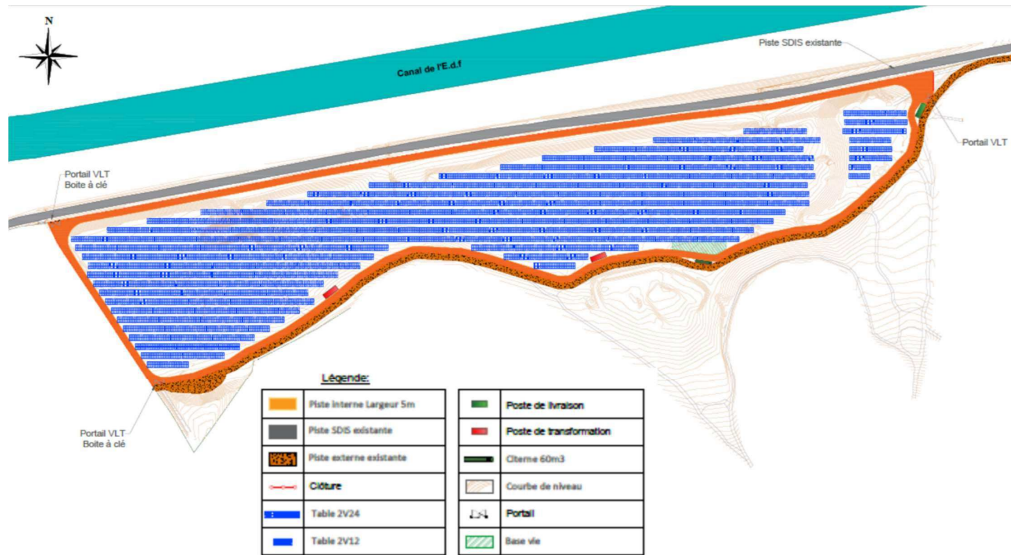 N
Canal de l'E.d.f
Piste SDIS existante
Portail VLT
Portail VLT
Boite à clé
Portail VLT
Boite à clé
Légende:
Piste interne Largeur 5m
Piste SDIS existante
Piste externe existante
Clôture
Table 2V24
Table 2V12
Poste de livraison
Poste de transformation
Citerne 60m3
Courbe de niveau
Portail
Base vie